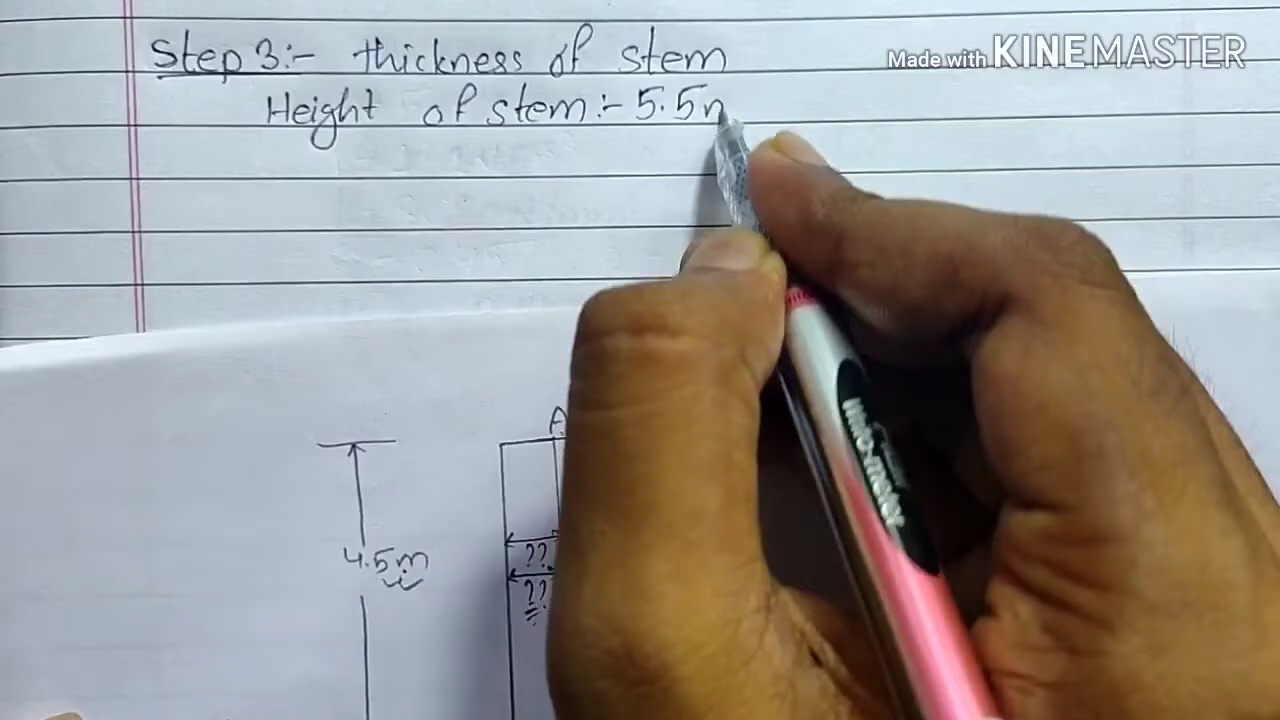 Made with KINEMASTER
Step 3:- thickness of stem
Height of stem:- 5.5m
A
4.5m
??
??